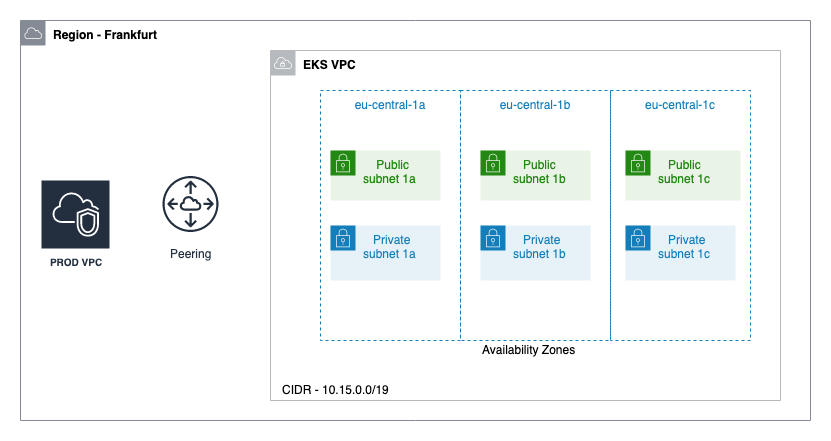 Region - Frankfurt
EKS VPC
eu-central-1a
eu-central-1b
eu-central-1c
Public
subnet 1a
Public
subnet 1b
Public
subnet 1c
Private
subnet 1a
Private
subnet 1b
Private
subnet 1c
PROD VPC
Peering
Availability Zones
CIDR - 10.15.0.0/19